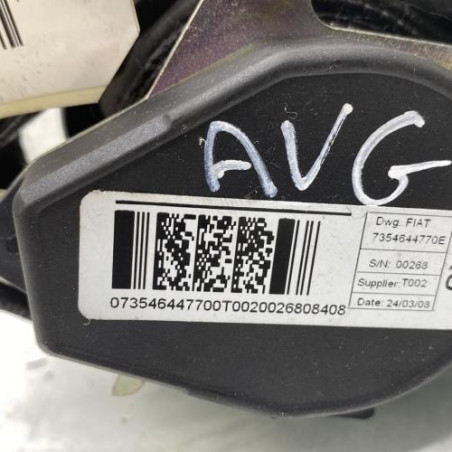 AVG
Dwg. FIAT
7354644770E
S/N: 00268
Supplier: T002
Date: 24/03/08
073546447700T0020026808408